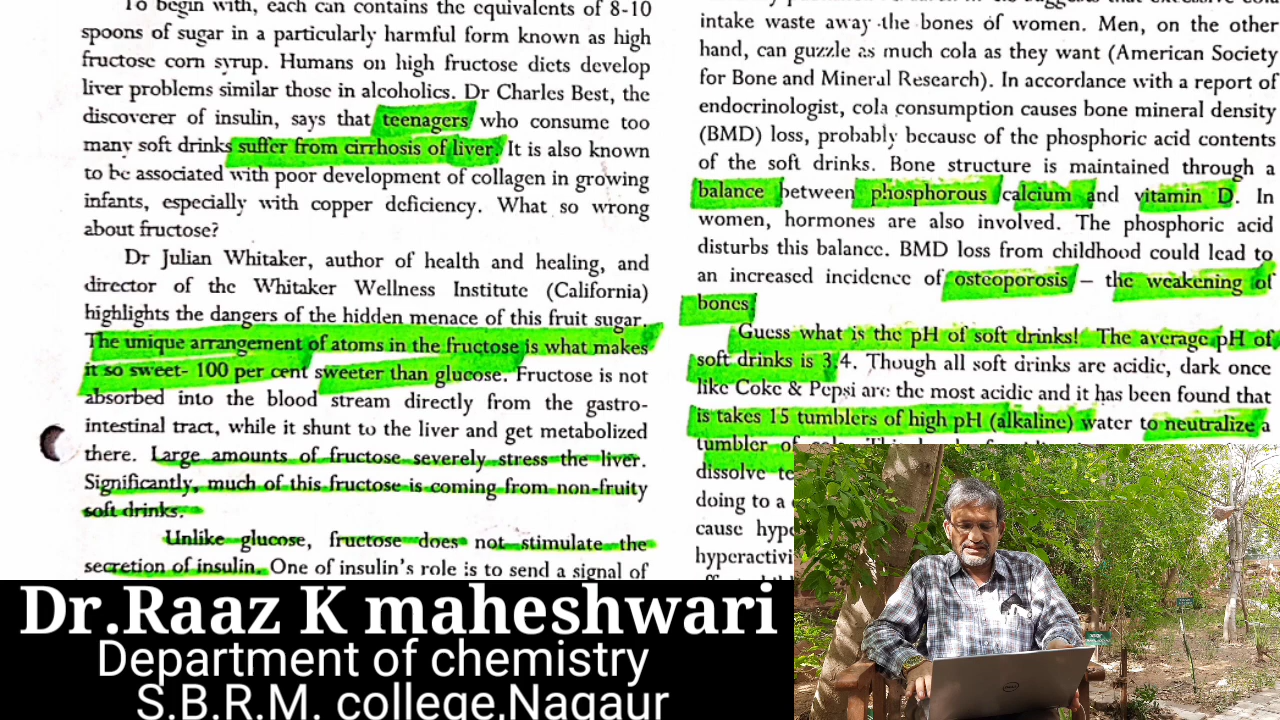 To begin with, each can contains the equivalents of 8-10
spoons of sugar in a particularly harmful form known as high
fructose corn syrup. Humans on high fructose diets develop
liver problems similar those in alcoholics. Dr Charles Best, the
discoverer of insulin, says that teenagers who consume too
many soft drinks suffer from cirrhosis of liver. It is also known
to be associated with poor development of collagen in growing
infants, especially with copper deficiency. What so wrong
about fructose?
Dr Julian Whitaker, author of health and healing, and
director of the Whitaker Wellness Institute (California)
highlights the dangers of the hidden menace of this fruit sugar.
The unique arrangement of atoms in the fructose is what makes
it so sweet- 100 per cent sweeter than glucose. Fructose is not
absorbed into the blood stream directly from the gastro-
intestinal tract, while it shunt to the liver and get metabolized
there. Large amounts of fructose severely stress the liver.
Significantly, much of this fructose is coming from non-fruity
soft drinks.
Unlike glucose, fructose does not stimulate the
secretion of insulin. One of insulin's role is to send a signal of
intake waste away the bones of women. Men, on the other
hand, can guzzle as much cola as they want (American Society
for Bone and Mineral Research). In accordance with a report of
endocrinologist, cola consumption causes bone mineral density
(BMD) loss, probably because of the phosphoric acid contents
of the soft drinks. Bone structure is maintained through a
balance between phosphorous calcium and vitamin D. In
women, hormones are also involved. The phosphoric acid
disturbs this balance. BMD loss from childhood could lead to
an increased incidence of osteoporosis – the weakening of
bones
Guess what is the pH of soft drinks! The average pH of
soft drinks is 3.4. Though all soft drinks are acidic, dark once
like Coke & Pepsi are the most acidic and it has been found that
is takes 15 tumblers of high pH (alkaline) water to neutralize a
tumbler of
dissolve
doing to a
cause
Dr.Raaz K maheshwari
Department of chemistry
S.B.R.M. college,Nagaur
DELL